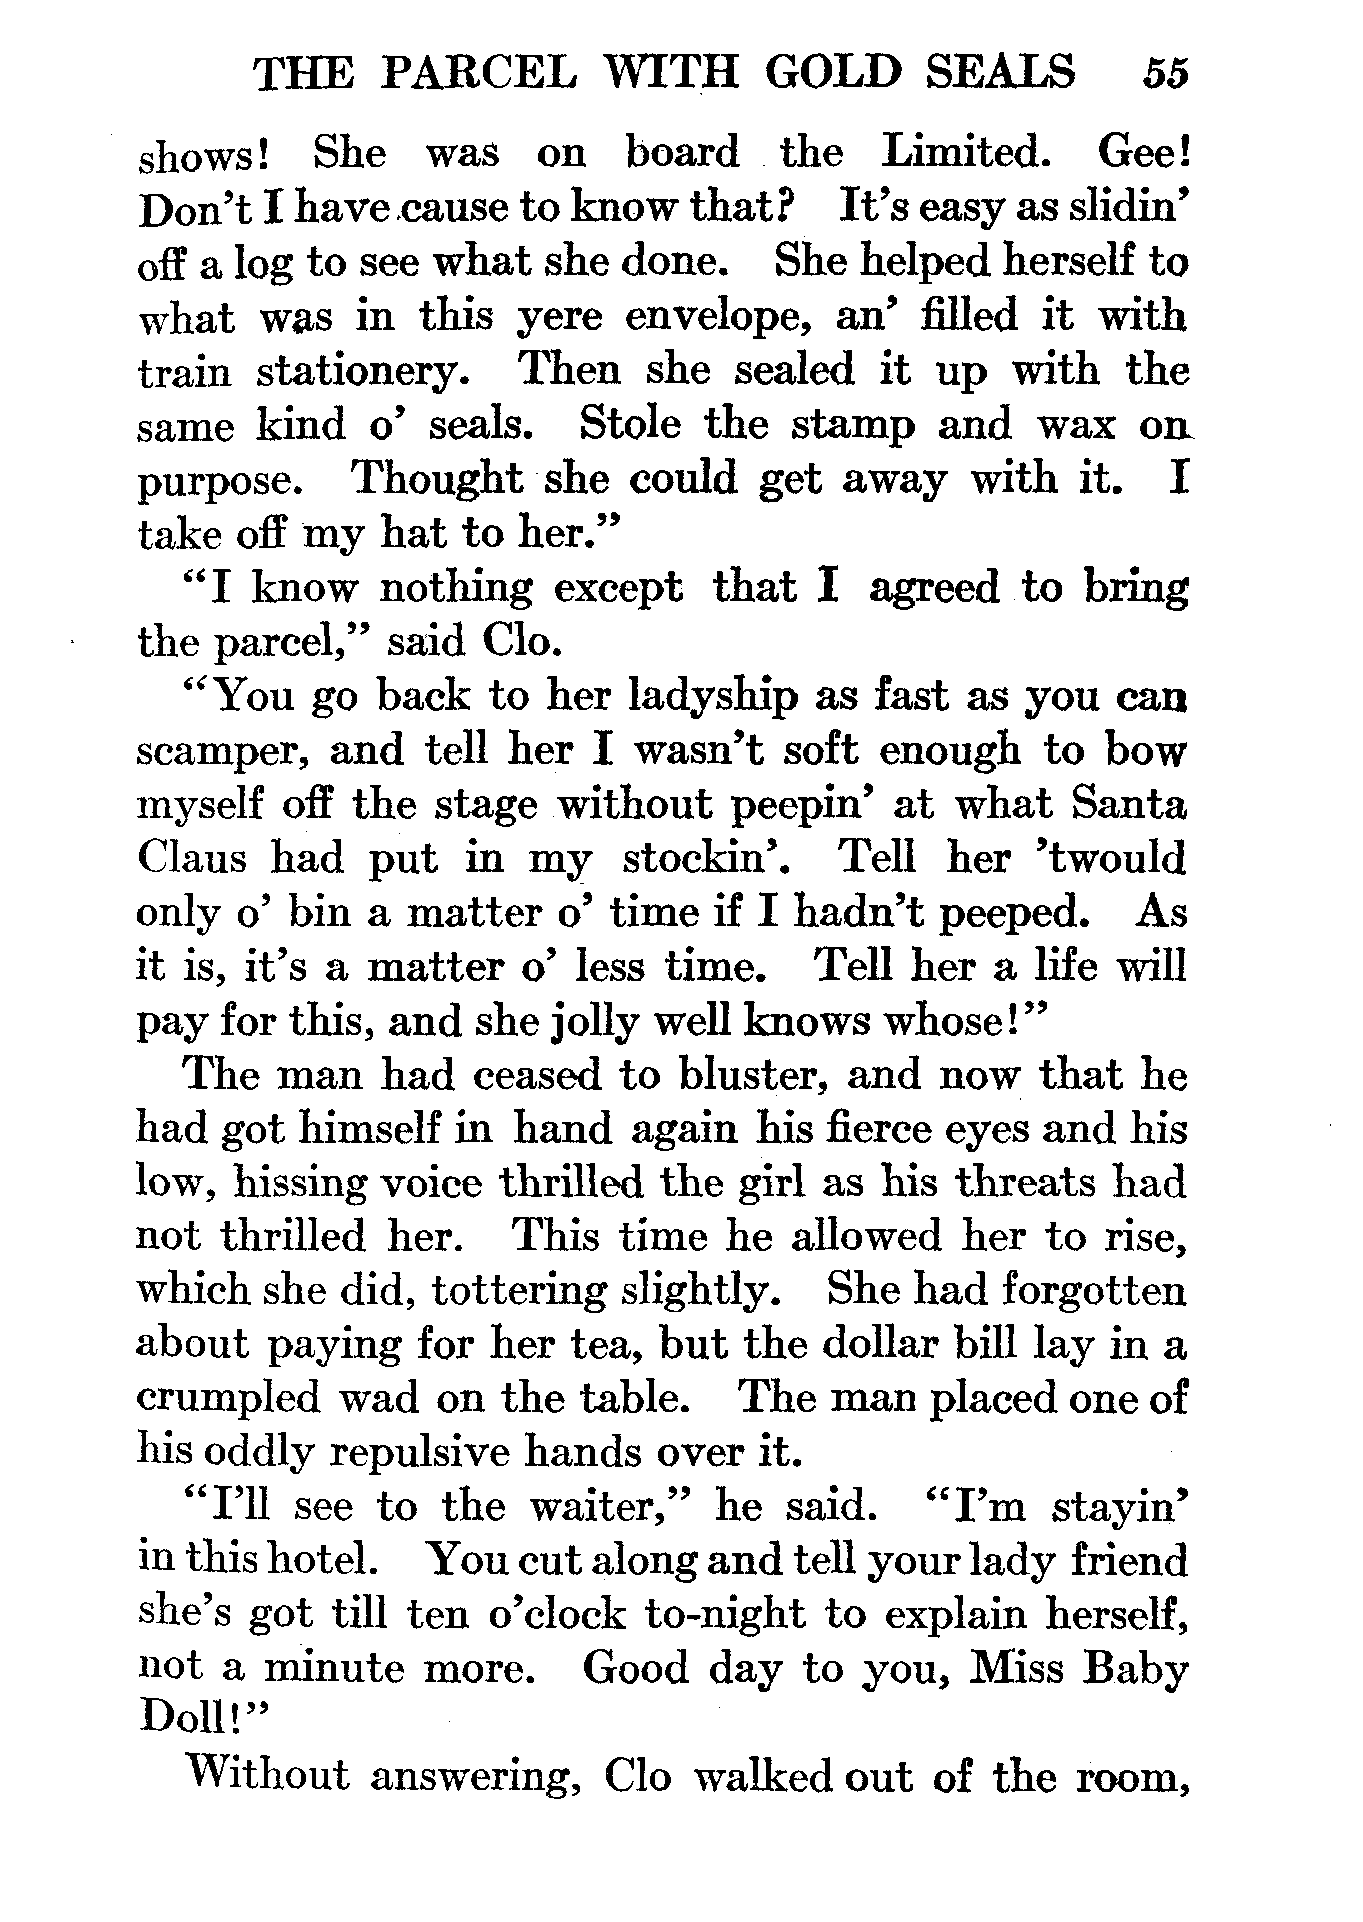 THE PARCEL WITH GOLD SEALS 55
shows! She was on board the Limited. Gee!
Don't I have cause to know that? It's easy as slidin'
off a log to see what she done. She helped herself to
what was in this yere envelope, an' filled it with
train stationery. Then she sealed it up with the
same kind o' seals. Stole the stamp and wax on
purpose. Thought she could get away with it. I
take off my hat to her."
"I know nothing except that I agreed to bring
the parcel," said Clo.
"You go back to her ladyship as fast as you can
scamper, and tell her I wasn't soft enough to bow
myself off the stage without peepin' at what Santa
Claus had put in my stockin'. Tell her 'twould
only o' bin a matter o' time if I hadn't peeped. As
it is, it's a matter o' less time. Tell her a life will
pay for this, and she jolly well knows whose!"
The man had ceased to bluster, and now that he
had got himself in hand again his fierce eyes and his
low, hissing voice thrilled the girl as his threats had
not thrilled her. This time he allowed her to rise,
which she did, tottering slightly. She had forgotten
about paying for her tea, but the dollar bill lay in a
crumpled wad on the table. The man placed one of
his oddly repulsive hands over it.
"I'll see to the waiter," he said. "I'm stayin'
in this hotel. You cut along and tell your lady friend
she's got till ten o'clock to-night to explain herself,
not a minute more. Good day to you, Miss Baby
Doll!"
Without answering, Clo walked out of the room,